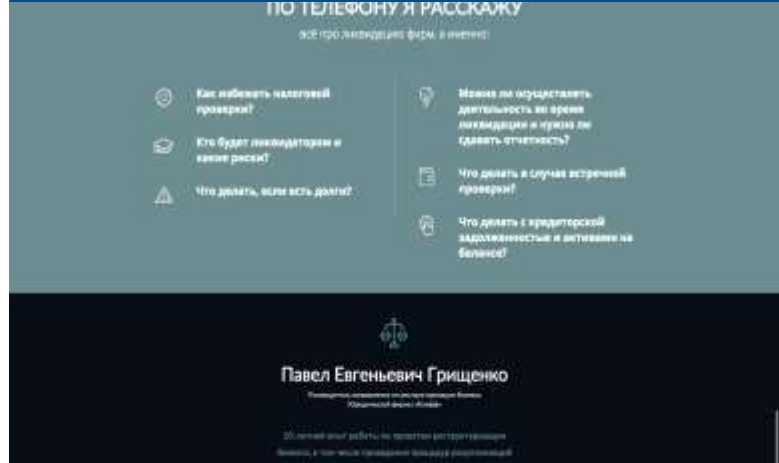 ПО ТЕЛЕФОНУ Я РАССКАЖУ
всё про ликвидацию фирм, а именно:
Как избежать налоговой
проверки?
Кто будет ликвидатором и
какие риски?
Что делать, если есть долги?
Можно ли осуществлять
деятельность во время
ликвидации и нужно ли
сдавать отчетность?
Что делать в случае встречной
проверки?
Что делать с кредиторской
задолженностью и активами на
балансе?
Павел Евгеньевич Грищенко